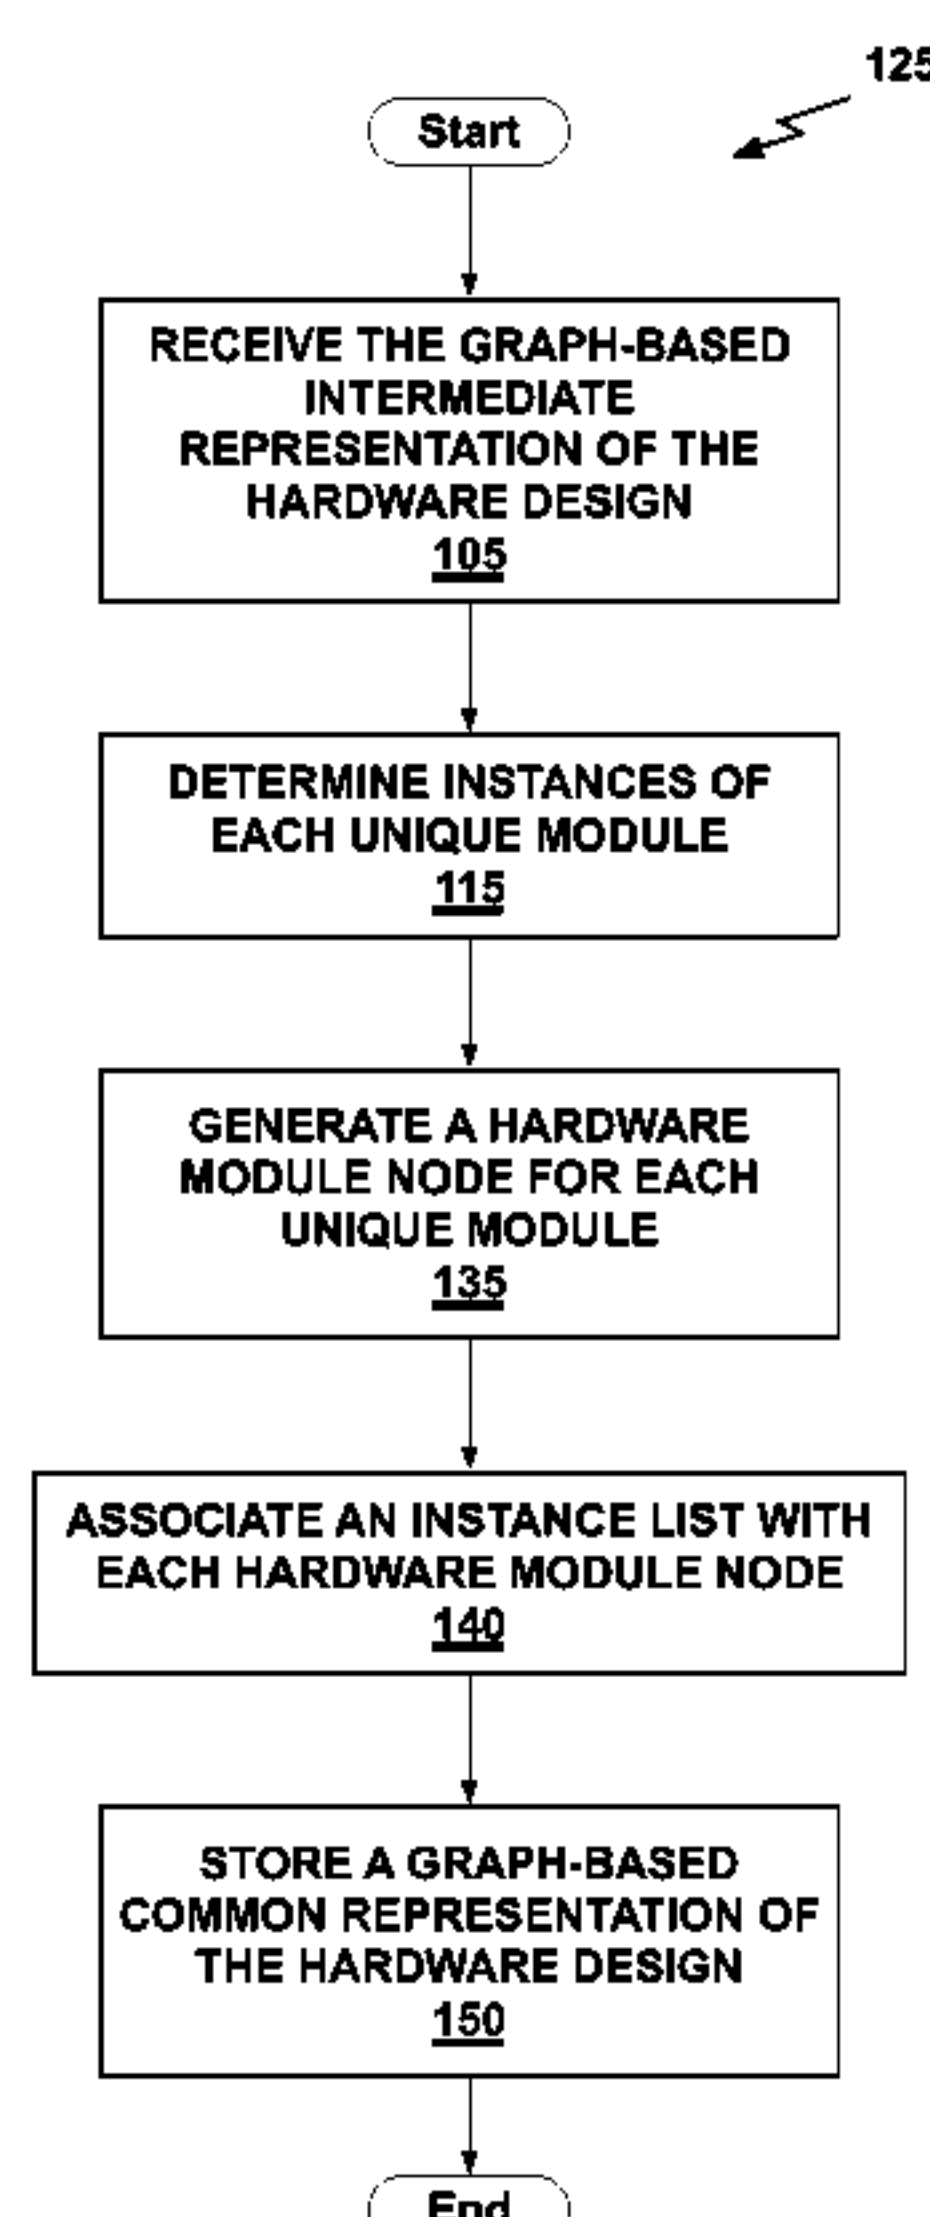 125
Start
RECEIVE THE GRAPH-BASED
INTERMEDIATE
REPRESENTATION OF THE
HARDWARE DESIGN
105
DETERMINE INSTANCES OF
EACH UNIQUE MODULE
115
GENERATE A HARDWARE
MODULE NODE FOR EACH
UNIQUE MODULE
135
ASSOCIATE AN INSTANCE LIST WITH
EACH HARDWARE MODULE NODE
140
STORE A GRAPH-BASED
COMMON REPRESENTATION OF
THE HARDWARE DESIGN
150
End